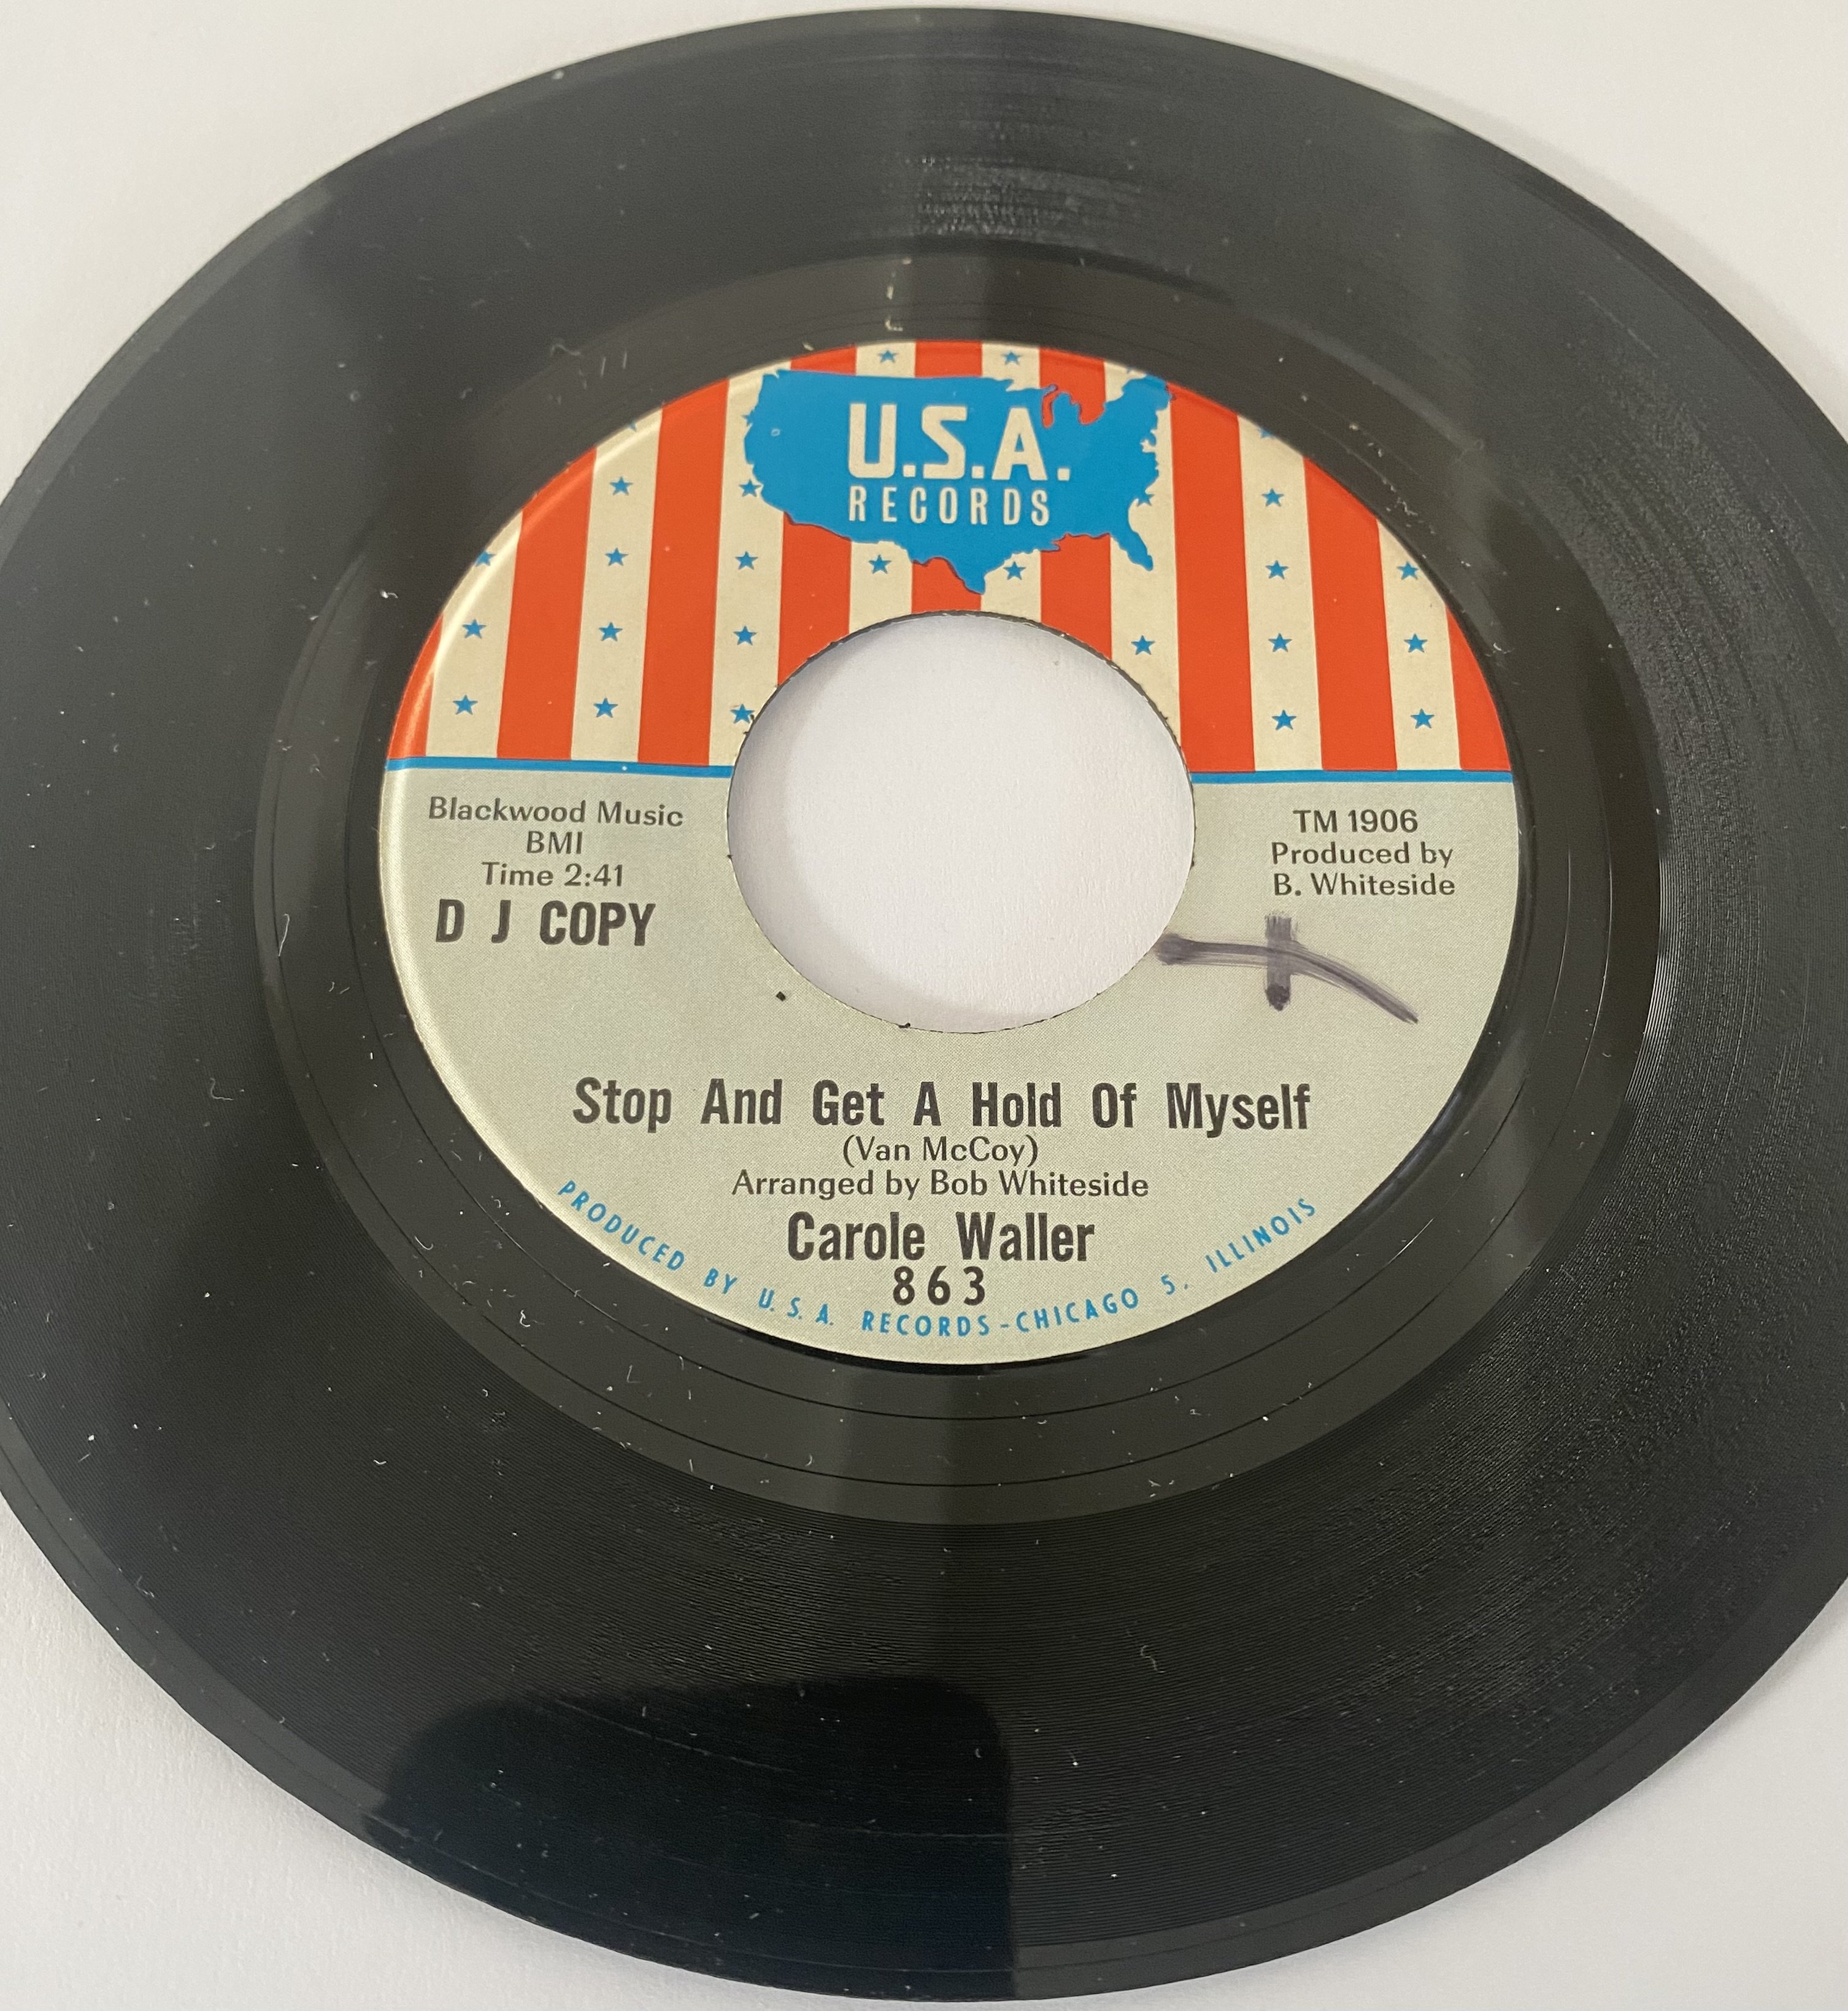 U.S.A.
RECORDS
Blackwood Music
BMI
Time 2:41
D J COPY
TM 1906
Produced by
B. Whiteside
Stop And Get A Hold Of Myself
(Van McCoy)
Arranged by Bob Whiteside
Carole Waller
863
PRODUCED BY U.S.A. RECORDS-CHICAGO 5, ILLINOIS